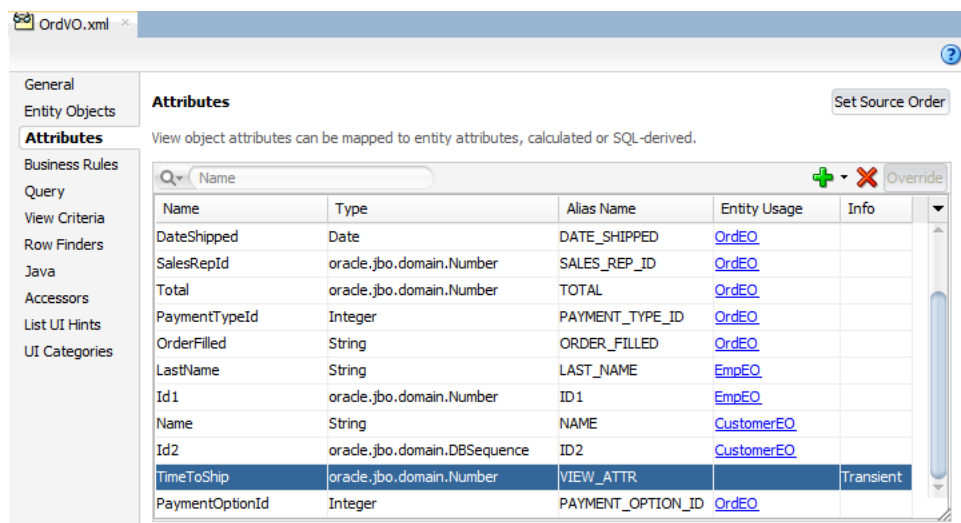 OrdVO.xml
General
Entity Objects
Attributes
Business Rules
Query
View Criteria
Row Finders
Java
Accessors
List UI Hints
UI Categories
Attributes
Set Source Order
View object attributes can be mapped to entity attributes, calculated or SQL-derived.
Name
Override
Name Type Alias Name Entity Usage Info
DateShipped Date DATE_SHIPPED OrdEO
SalesRepId oracle.jbo.domain.Number SALES_REP_ID OrdEO
Total oracle.jbo.domain.Number TOTAL OrdEO
PaymentTypeId Integer PAYMENT_TYPE_ID OrdEO
OrderFilled String ORDER_FILLED OrdEO
LastName String LAST_NAME EmpEO
Id1 oracle.jbo.domain.Number ID1 EmpEO
Name String NAME CustomerEO
Id2 oracle.jbo.domain.DBSequence ID2 CustomerEO
TimeToShip oracle.jbo.domain.Number VIEW_ATTR Transient
PaymentOptionId Integer PAYMENT_OPTION_ID OrdEO